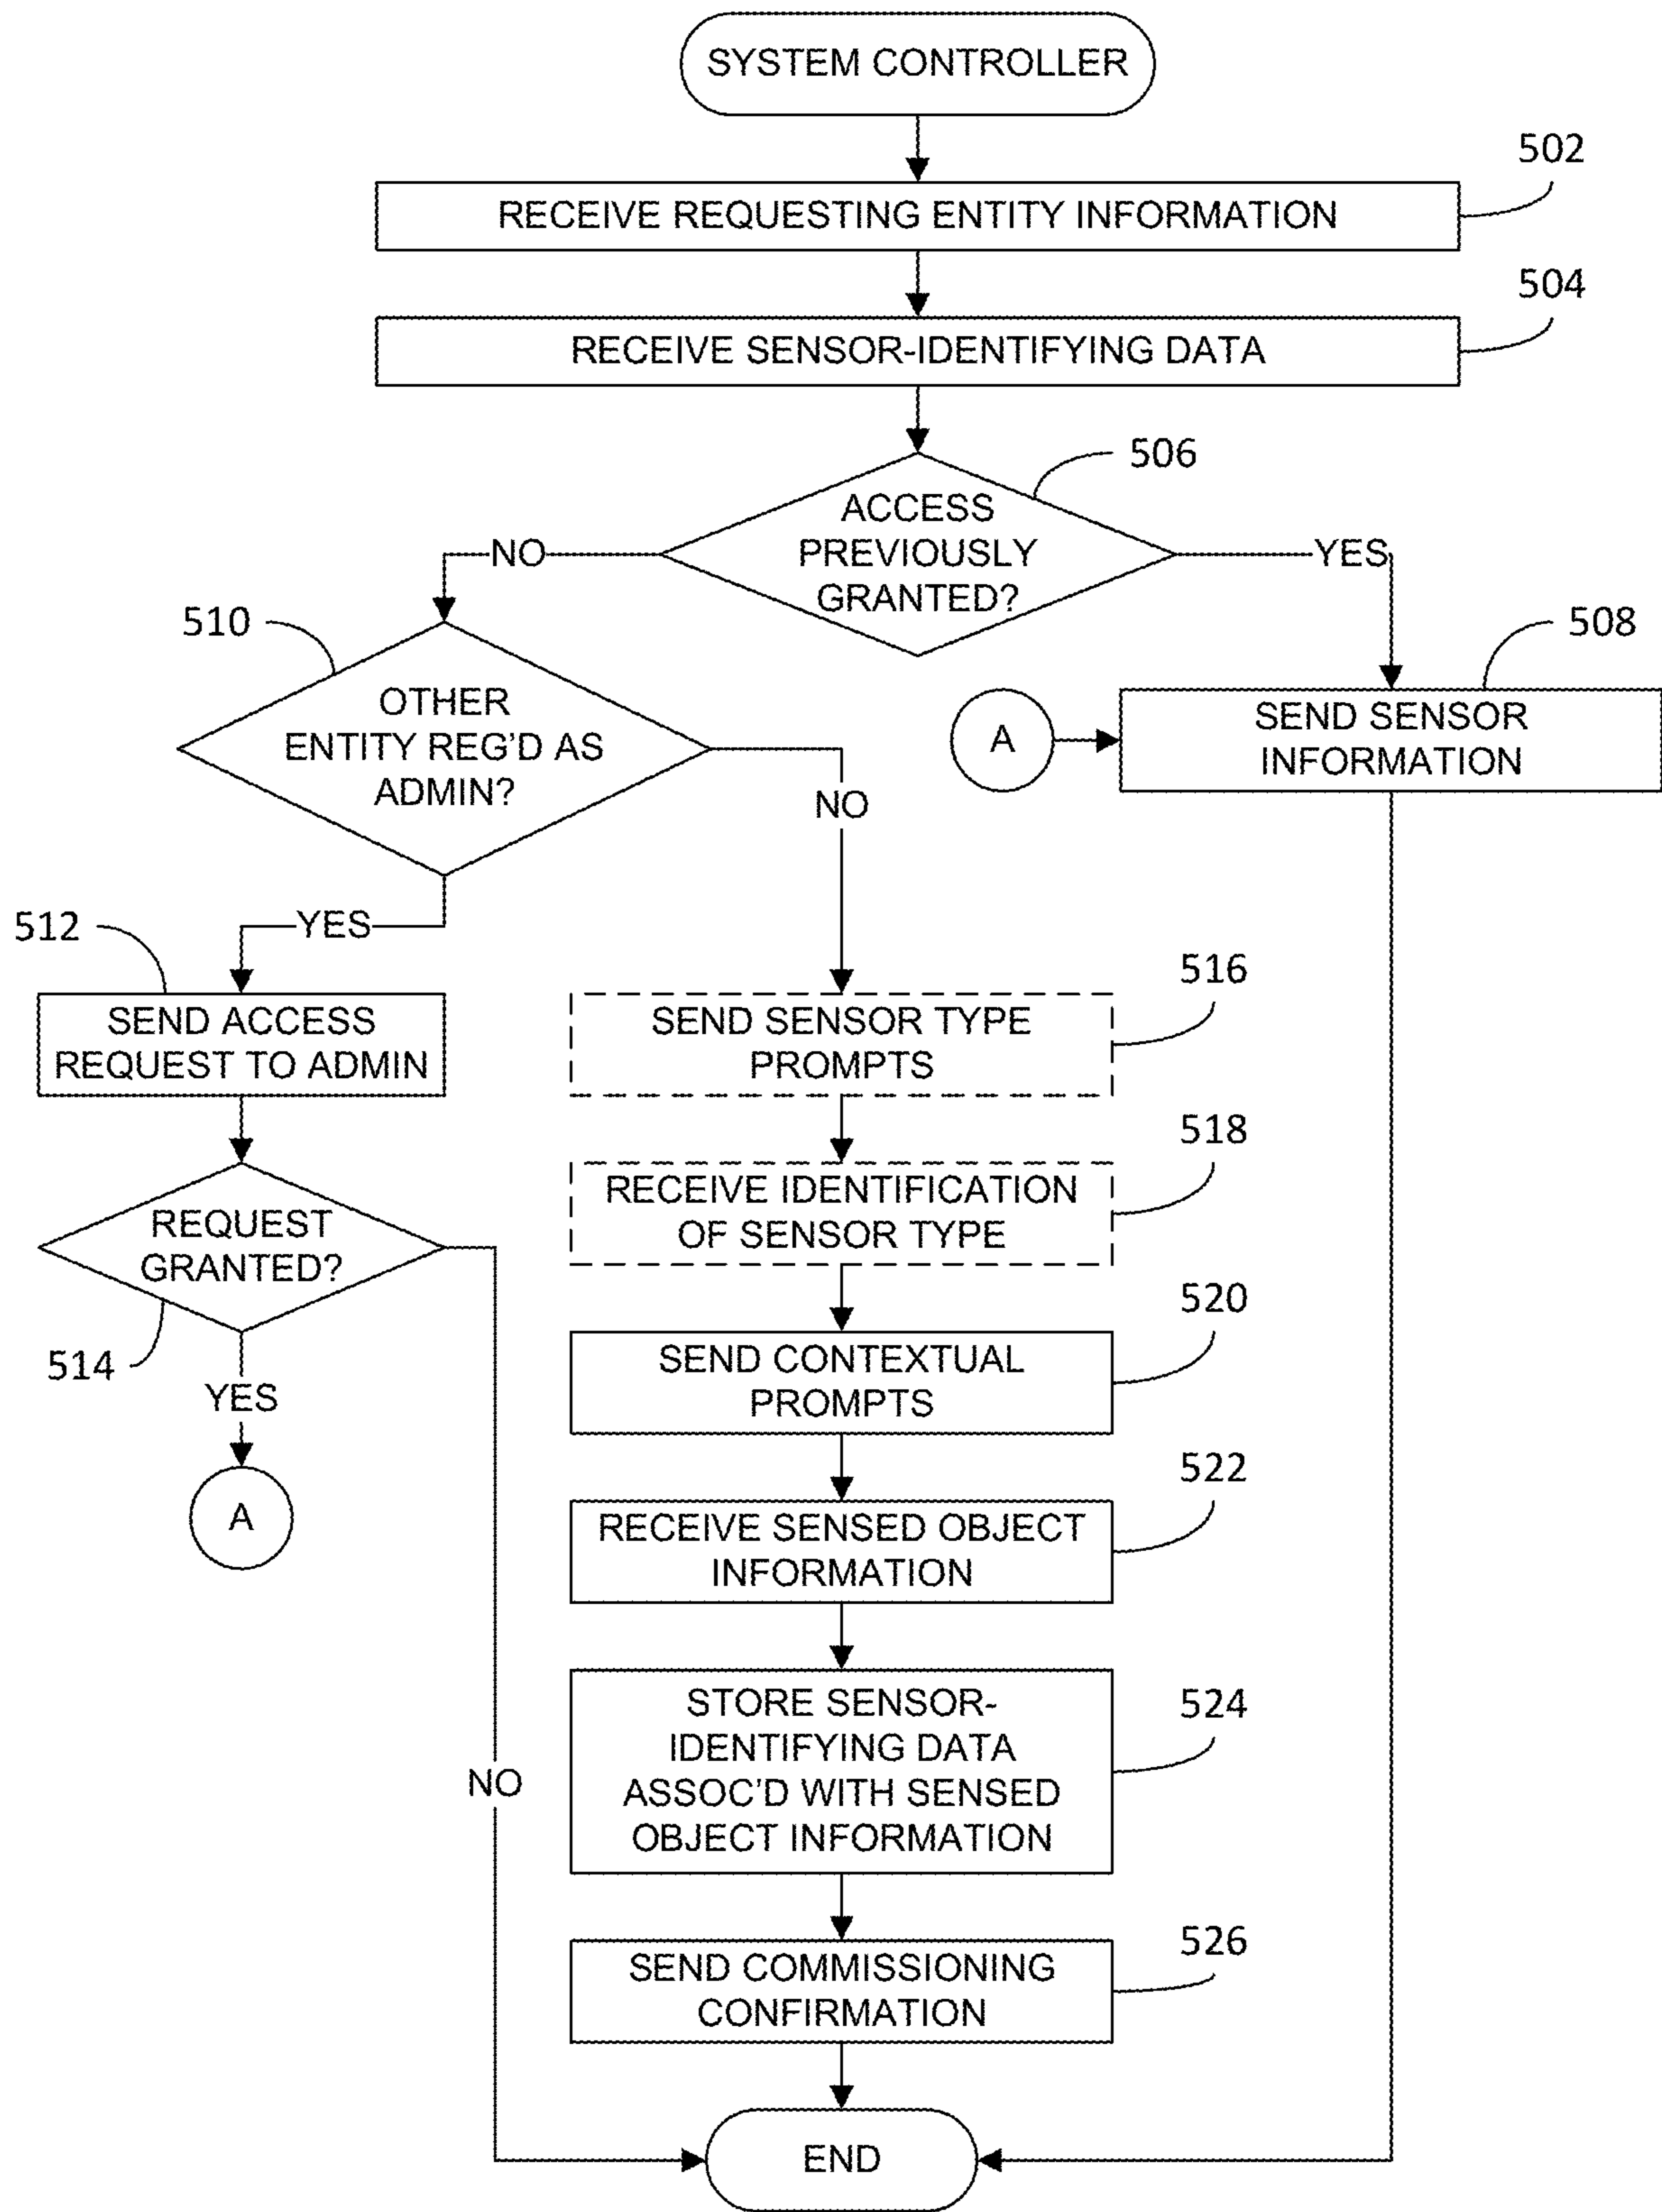 SYSTEM CONTROLLER
502
RECEIVE REQUESTING ENTITY INFORMATION
504
RECEIVE SENSOR-IDENTIFYING DATA
506
ACCESS
PREVIOUSLY
GRANTED?
NO
YES
510
508
OTHER
ENTITY REG'D AS
ADMIN?
A
SEND SENSOR
INFORMATION
NO
YES
512
SEND ACCESS
REQUEST TO ADMIN
516
SEND SENSOR TYPE
PROMPTS
518
RECEIVE IDENTIFICATION
OF SENSOR TYPE
REQUEST
GRANTED?
514
YES
A
NO
520
SEND CONTEXTUAL
PROMPTS
522
RECEIVE SENSED OBJECT
INFORMATION
524
STORE SENSOR-
IDENTIFYING DATA
ASSOC'D WITH SENSED
OBJECT INFORMATION
526
SEND COMMISSIONING
CONFIRMATION
END